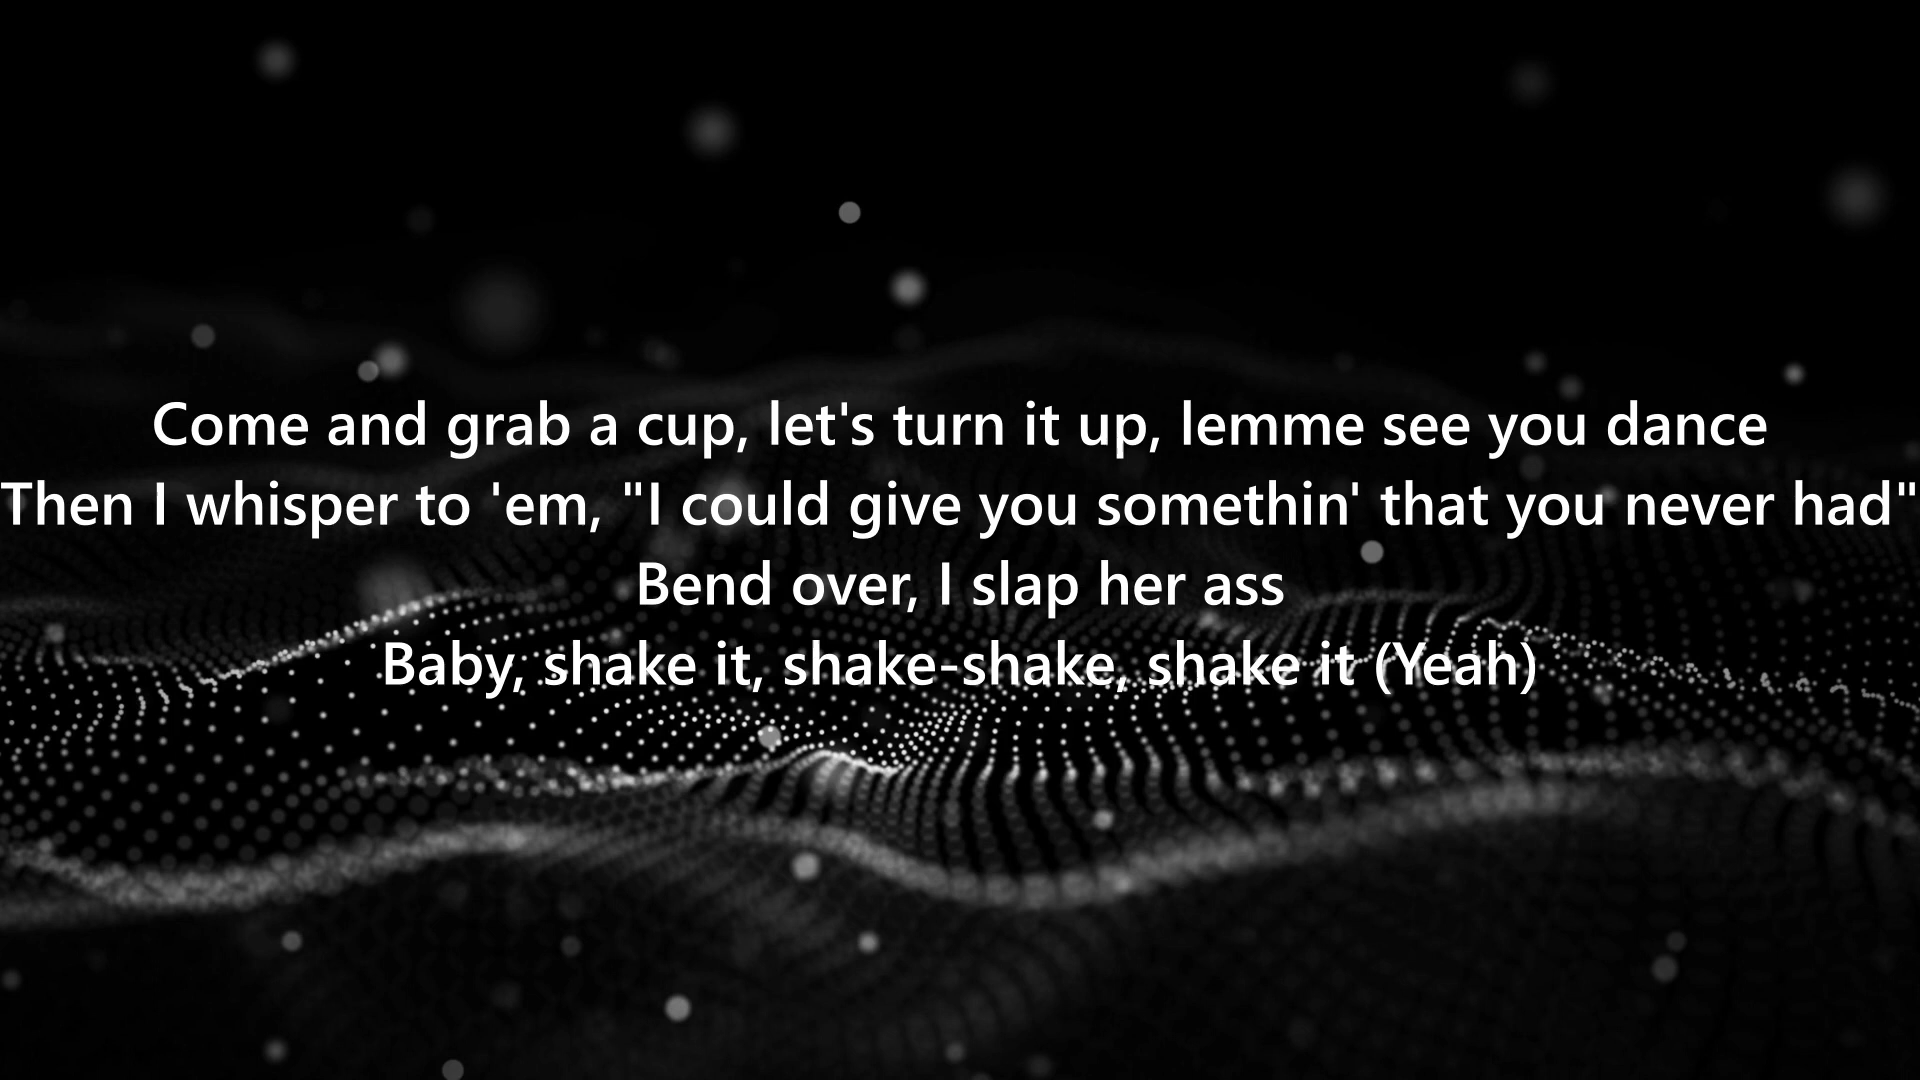 Come and grab a cup, let's turn it up, lemme see you dance
Then I whisper to 'em, "I could give you somethin' that you never had"
Bend over, I slap her ass
Baby, shake it, shake-shake, shake it (Yeah)